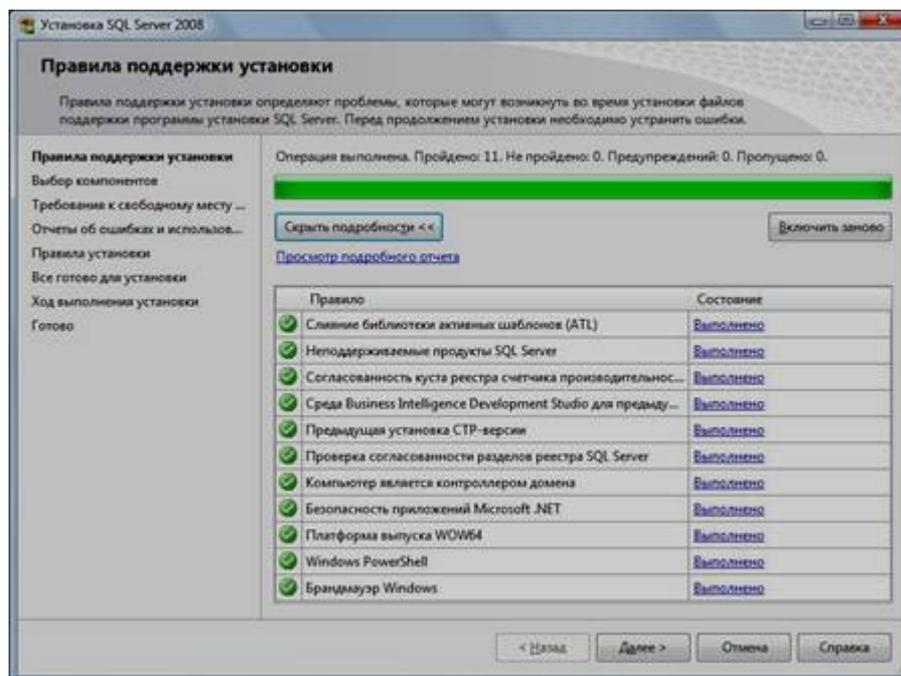 Установка SQL Server 2008
Правила поддержки установки
Правила поддержки установки определяют проблемы, которые могут возникнуть во время установки файлов
поддержки программы установки SQL Server. Перед продолжением установки необходимо устранить ошибки.
Правила поддержки установки
Выбор компонентов
Требования к свободному месту ...
Отчеты об ошибках и использов...
Правила установки
Все готово для установки
Ход выполнения установки
Готово
Операция выполнена. Пройдено: 11. Не пройдено: 0. Предупреждений: 0. Пропущено: 0.
Скрыть подробности <<
Включить заново
Просмотр подробного отчета
Правило Состояние
Слияние библиотеки активных шаблонов (ATL) Выполнено
Неподдерживаемые продукты SQL Server Выполнено
Согласованность куста реестра счетчика производительнос... Выполнено
Среда Business Intelligence Development Studio для предыду... Выполнено
Предыдущая установка CTP-версии Выполнено
Проверка согласованности разделов реестра SQL Server Выполнено
Компьютер является контроллером домена Выполнено
Безопасность приложений Microsoft .NET Выполнено
Платформа выпуска WOW64 Выполнено
Windows PowerShell Выполнено
Брандмауэр Windows Выполнено
< Назад Далее > Отмена Справка